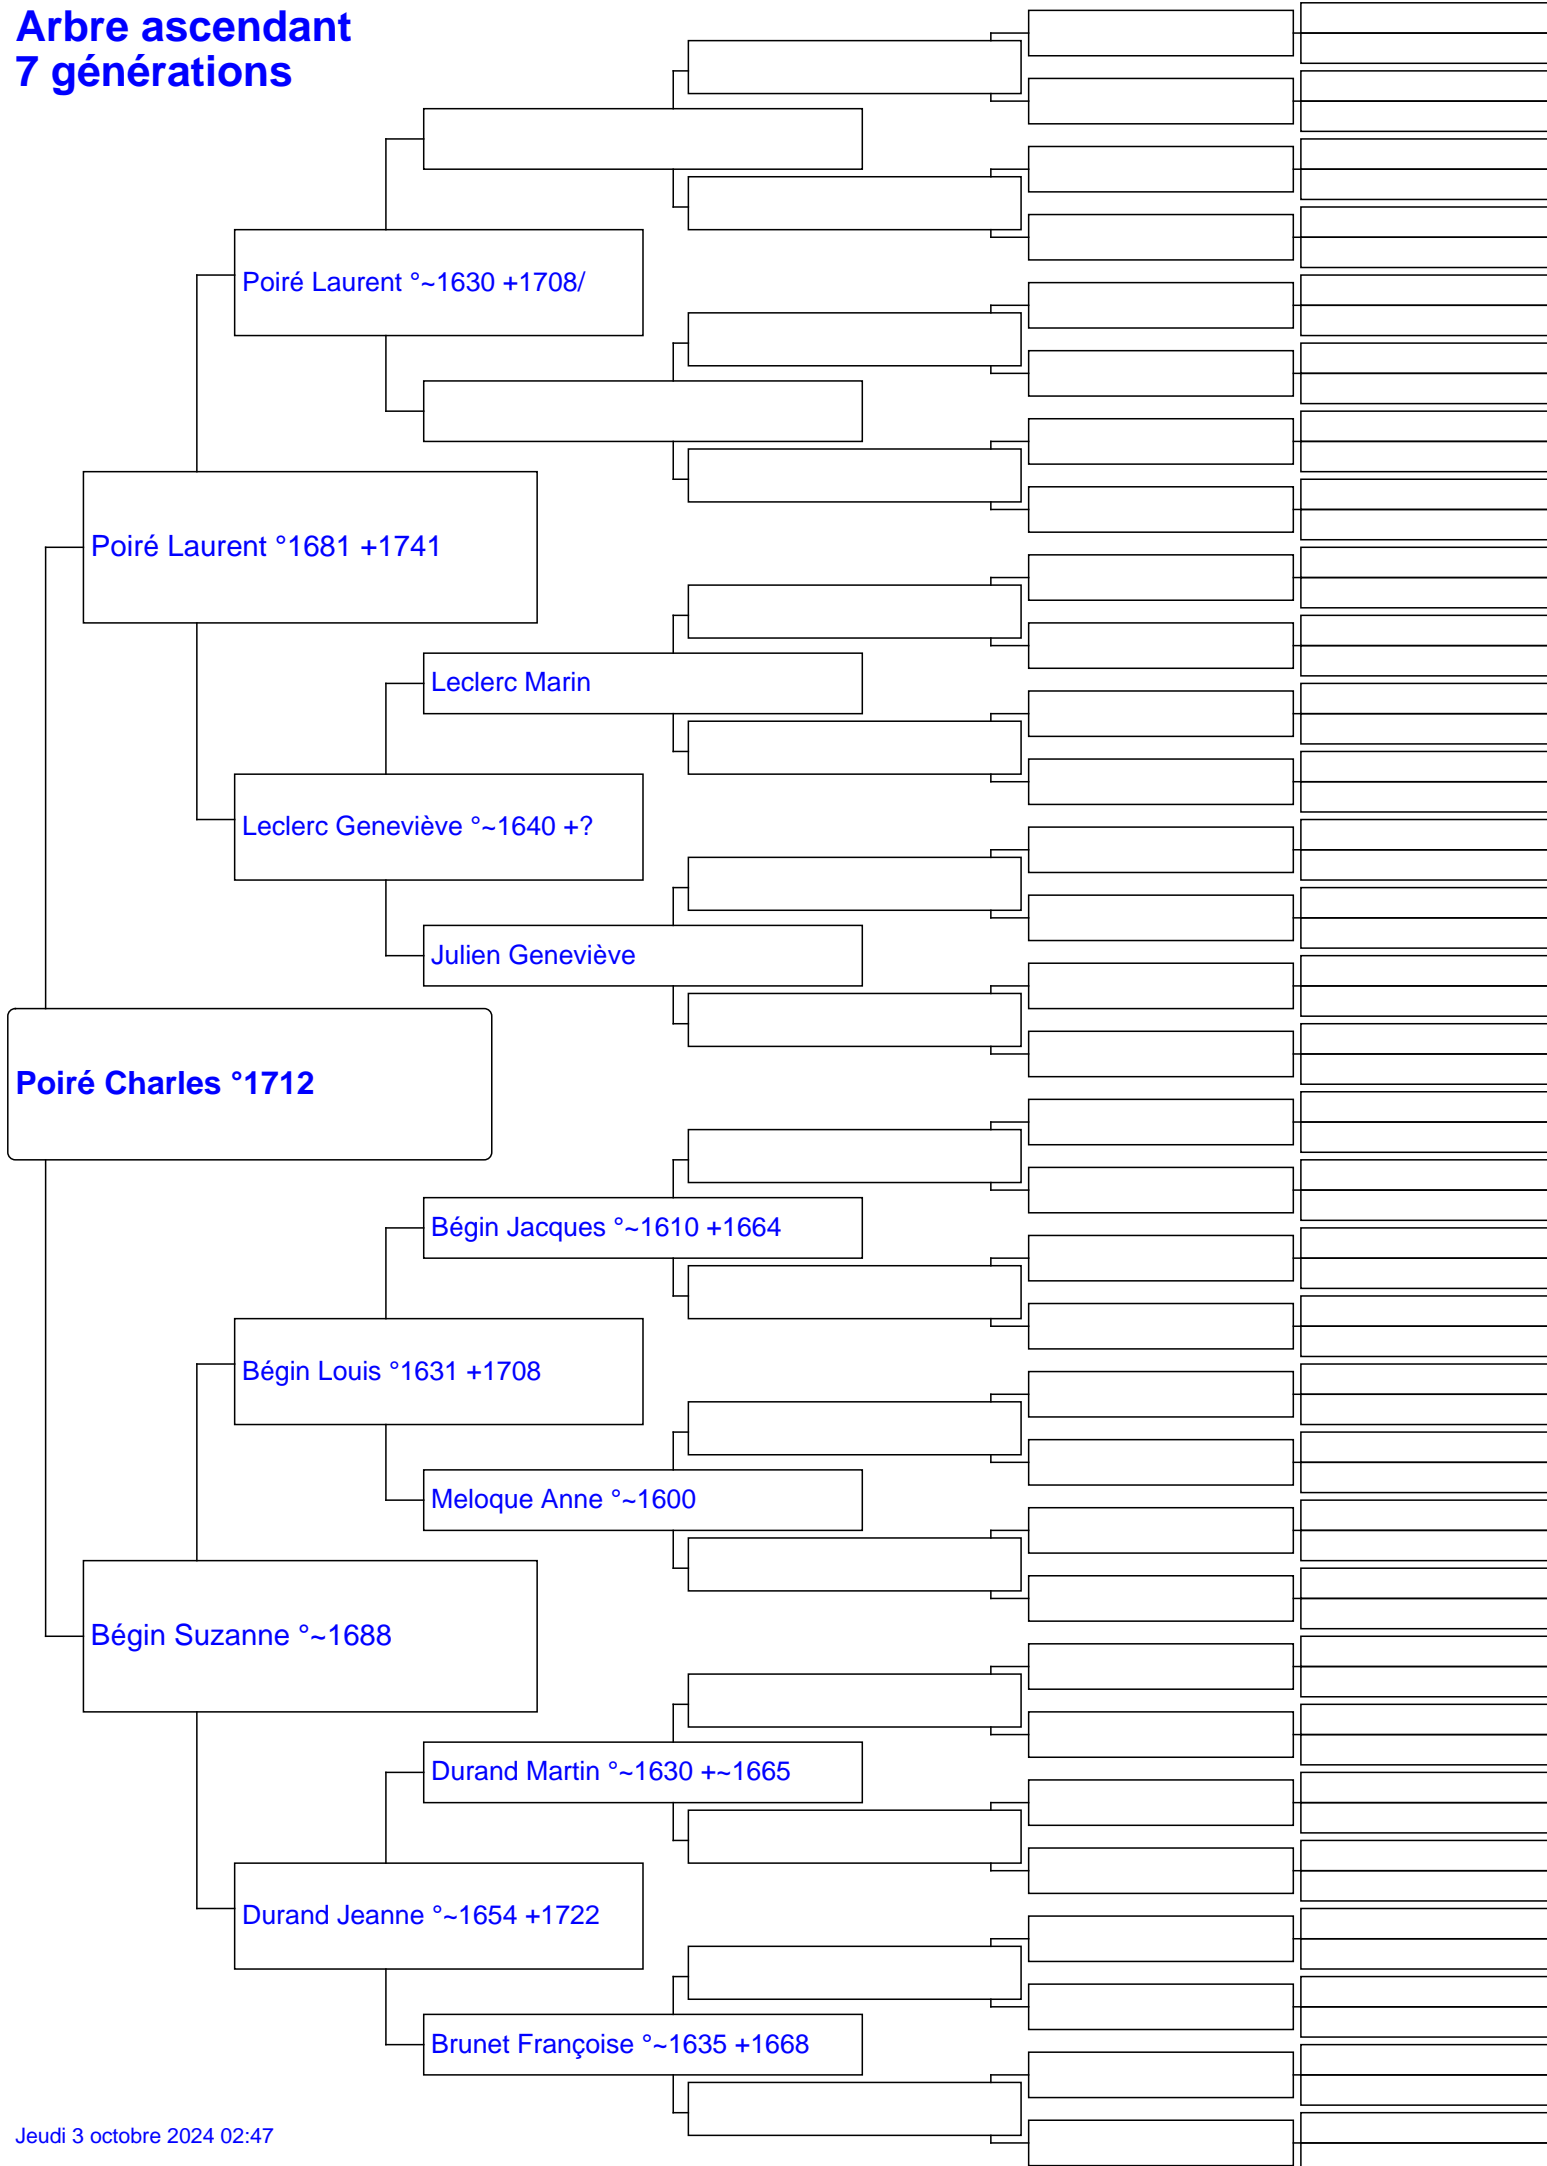 Arbre ascendant
7 générations
Poiré Laurent °~1630 +1708/
Poiré Laurent °1681 +1741
Leclerc Marin
Leclerc Geneviève °~1640 +?
Julien Geneviève
Poiré Charles °1712
Bégin Jacques °~1610 +1664
Bégin Louis °1631 +1708
Meloque Anne °~1600
Bégin Suzanne °~1688
Durand Martin °~1630 +~1665
Durand Jeanne °~1654 +1722
Brunet Françoise °~1635 +1668
Jeudi 3 octobre 2024 02:47